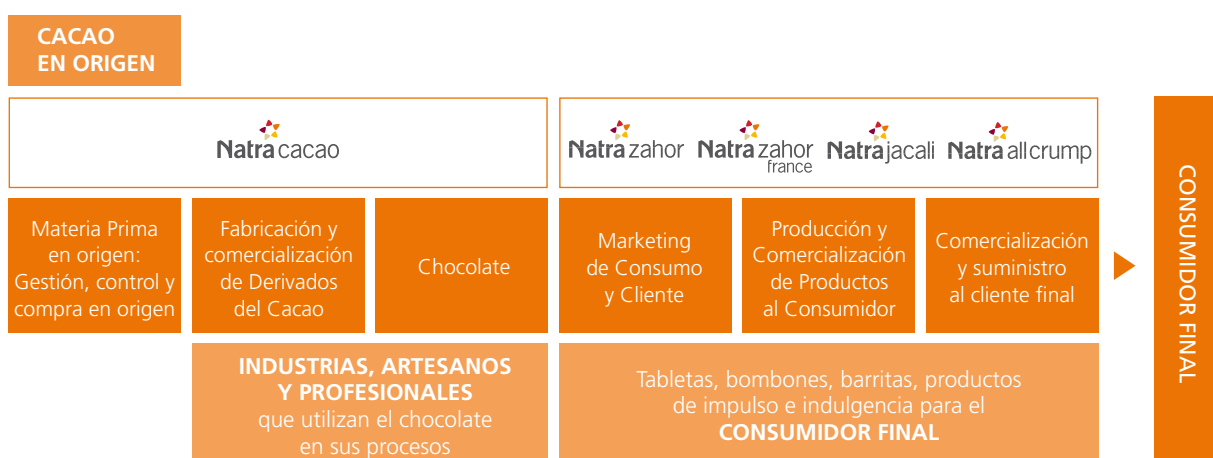 CACAO
EN ORIGEN
Natra cacao
Natra zahor
Natra zahor
france
Natra jacali
Natra all crump
Materia Prima
en origen:
Gestión, control y
compra en origen
Fabricación y
comercialización
de Derivados
del Cacao
Chocolate
Marketing
de Consumo
y Cliente
Producción y
Comercialización
de Productos
al Consumidor
Comercialización
y suministro
al cliente final
CONSUMIDOR FINAL
INDUSTRIAS, ARTESANOS
Y PROFESIONALES
que utilizan el chocolate
en sus procesos
Tabletas, bombones, barritas, productos
de impulso e indulgencia para el
CONSUMIDOR FINAL